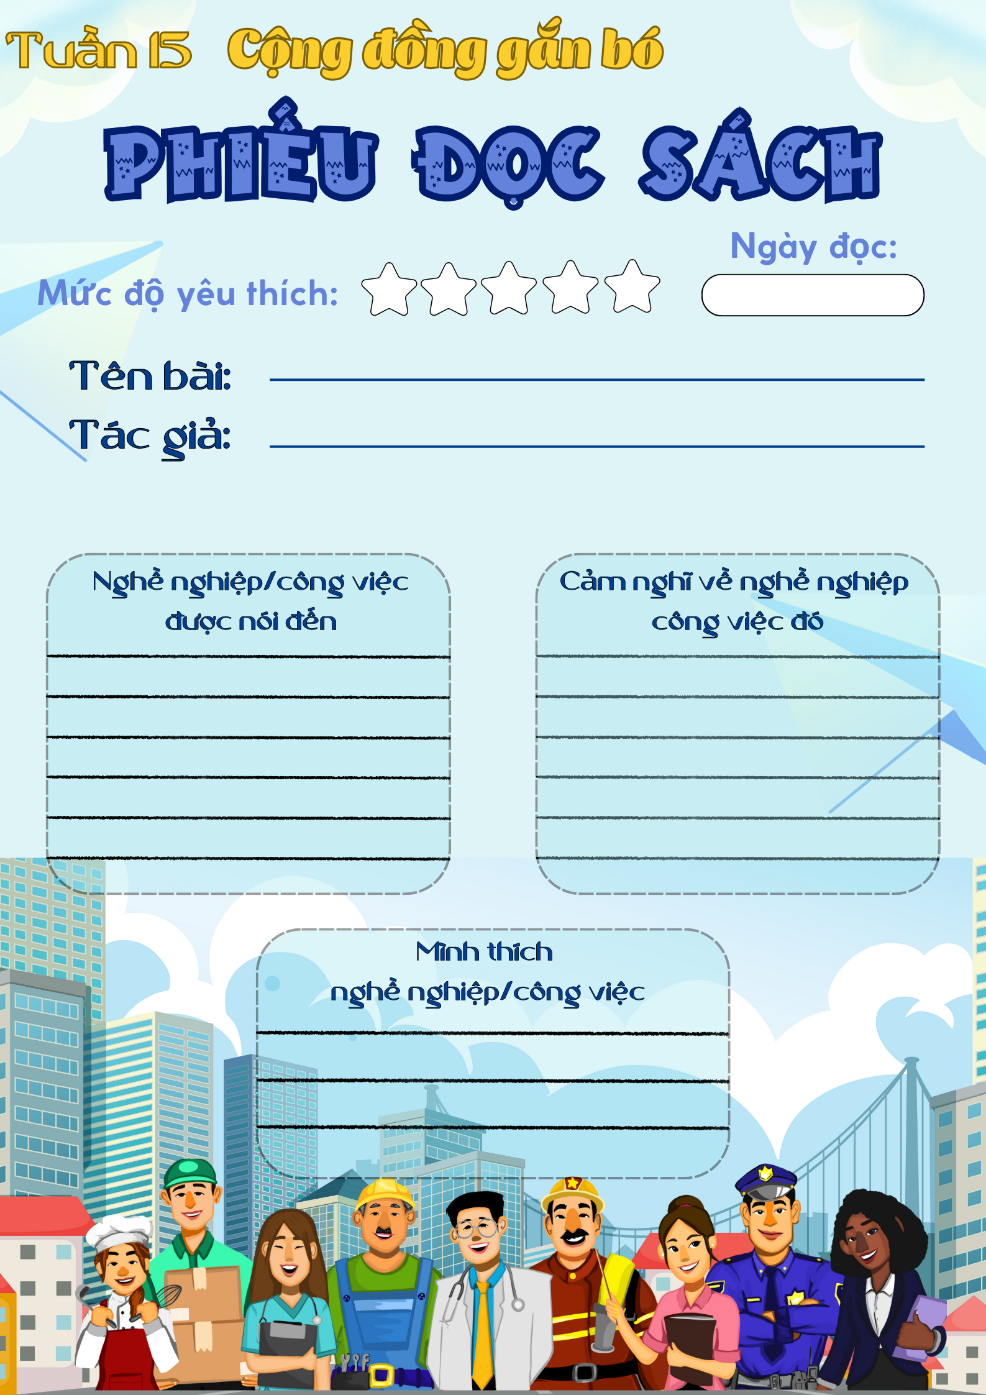 Tuần 15 Cộng đồng gắn bó
PHIẾU ĐỌC SÁCH
Ngày đọc:
Mức độ yêu thích:
Tên bài:
Tác giả:
Nghề nghiệp/công việc
được nói đến
Cảm nghĩ về nghề nghiệp
công việc đó
Mình thích
nghề nghiệp/công việc